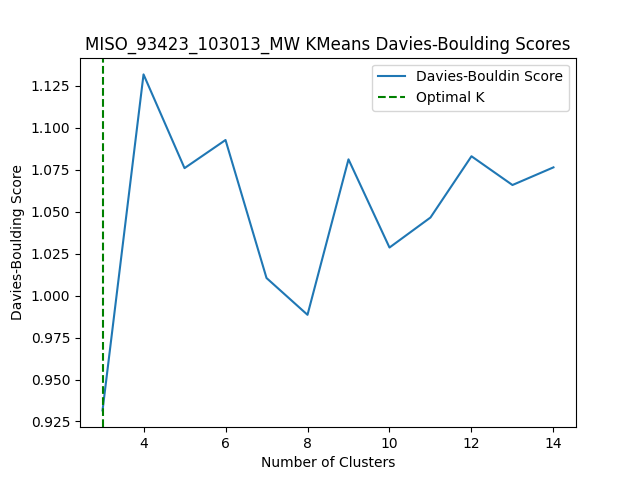 MISO_93423_103013_MW KMeans Davies-Boulding Scores
Davies-Bouldin Score
Optimal K
Davies-Boulding Score
1.125
1.100
1.075
1.050
1.025
1.000
0.975
0.950
0.925
4 6 8 10 12 14
Number of Clusters